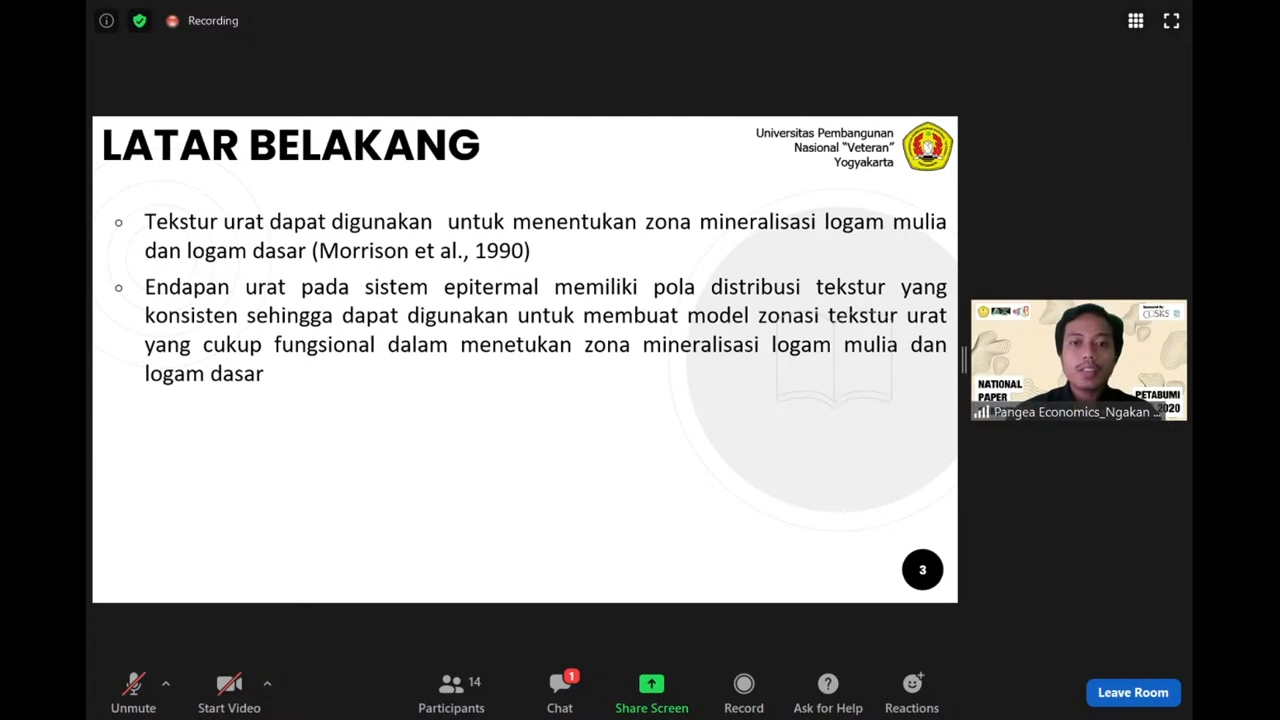 Recording
LATAR BELAKANG
Universitas Pembangunan
Nasional “Veteran”
Yogyakarta
Tekstur urat dapat digunakan untuk menentukan zona mineralisasi logam mulia
dan logam dasar (Morrison et al., 1990)
Endapan urat pada sistem epitermal memiliki pola distribusi tekstur yang
konsisten sehingga dapat digunakan untuk membuat model zonasi tekstur urat
yang cukup fungsional dalam menetukan zona mineralisasi logam mulia dan
logam dasar
3
NATIONAL
PAPER
PETABUMI
2020
Pangea Economics_Ngakan ...
Unmute
Start Video
14
Participants
1
Chat
Share Screen
Record
Ask for Help
Reactions
Leave Room